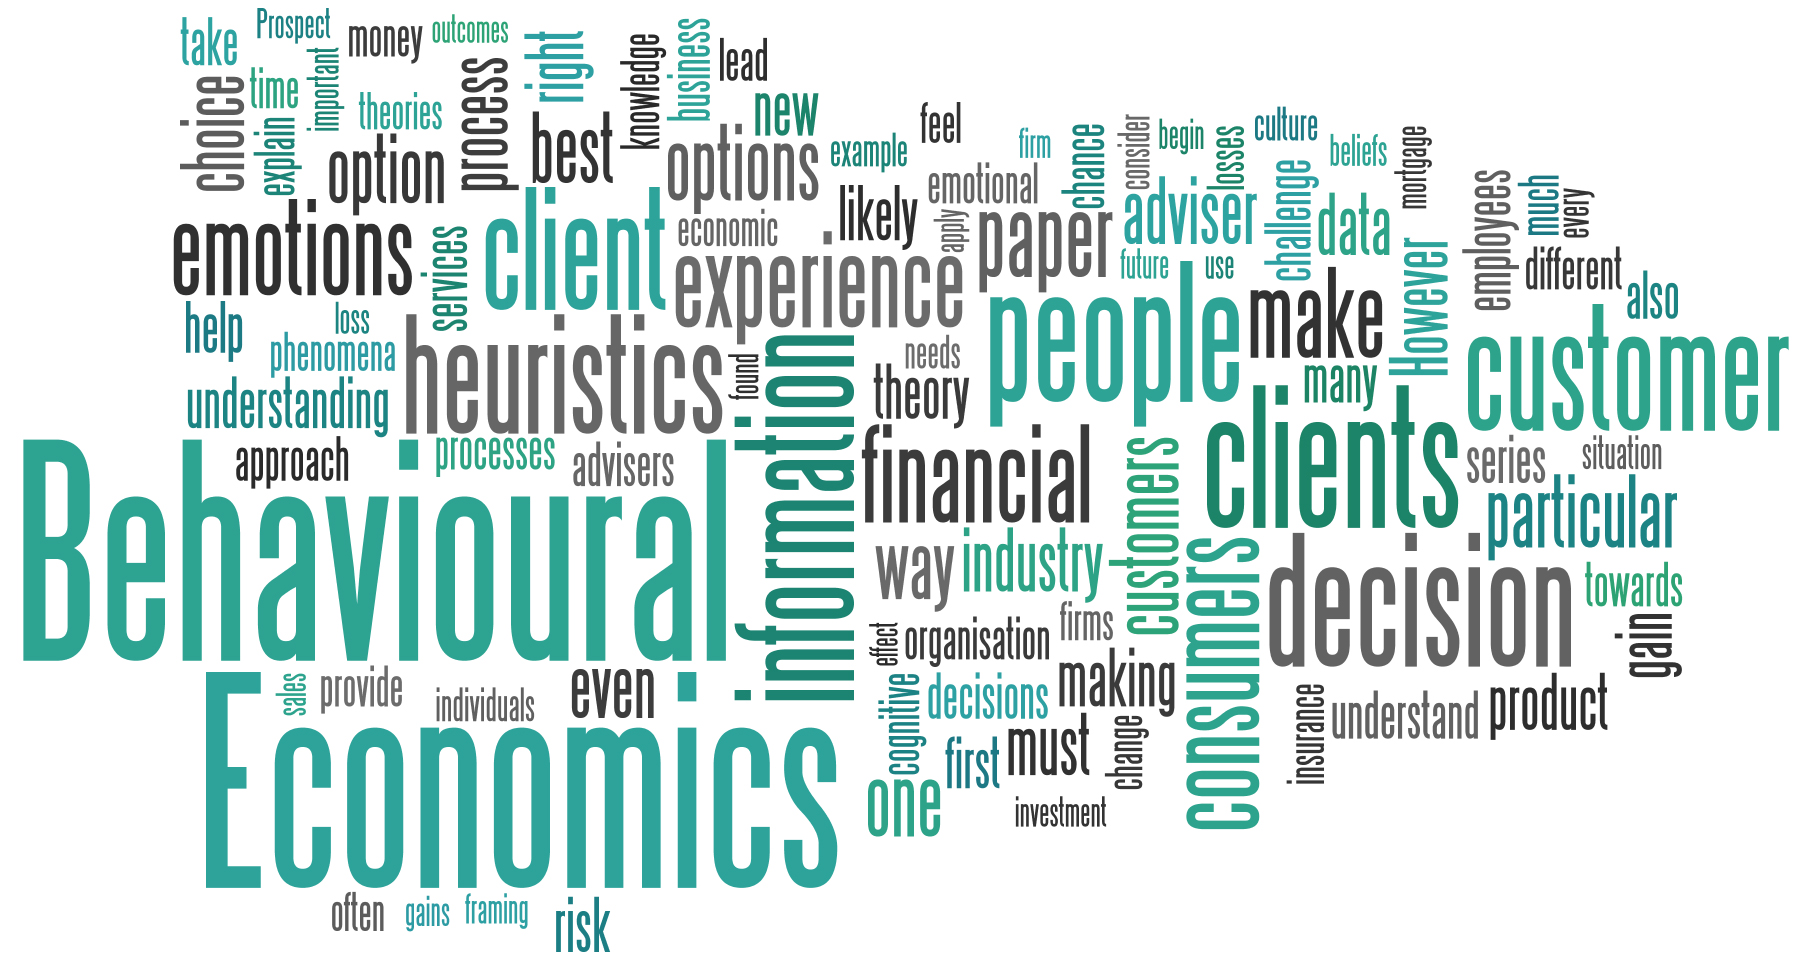 take
Prospect
money
outcomes
right
knowledge
business
lead
choice
time
important
theories
process
best
new
explain
option
options
example
feel
firm
chance
consider
begin
losses
culture
beliefs
mortgage
emotions
services
client
economic
likely
emotional
apply
paper
adviser
challenge
data
employees
much
every
experience
future
use
However
different
also
help
loss
phenomena
heuristics
found
information
needs
theory
people
make
many
customer
understanding
approach
processes
advisers
financial
customers
clients
series
situation
particular
Behavioural
way
industry
consumers
decision
towards
effect
organisation
firms
gain
sales
provide
individuals
even
cognitive
decisions
making
insurance
understand
product
Economics
first
must
change
one
investment
often
gains
framing
risk